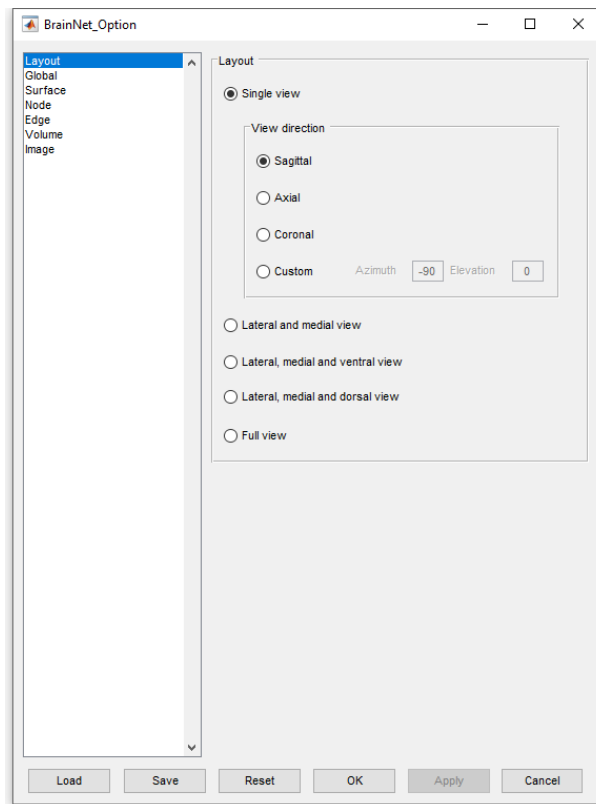 BrainNet_Option
Layout
Global
Surface
Node
Edge
Volume
Image
Layout
Single view
View direction
Sagittal
Axial
Coronal
Custom Azimuth -90 Elevation 0
Lateral and medial view
Lateral, medial and ventral view
Lateral, medial and dorsal view
Full view
Load Save Reset OK Apply Cancel